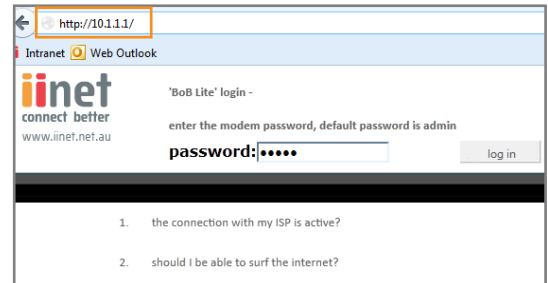 http://10.1.1.1/
Intranet Web Outlook
iinet
connect better
www.iinet.net.au
'BoB Lite' login -
enter the modem password, default password is admin
password: •••••
log in
1. the connection with my ISP is active?
2. should I be able to surf the internet?